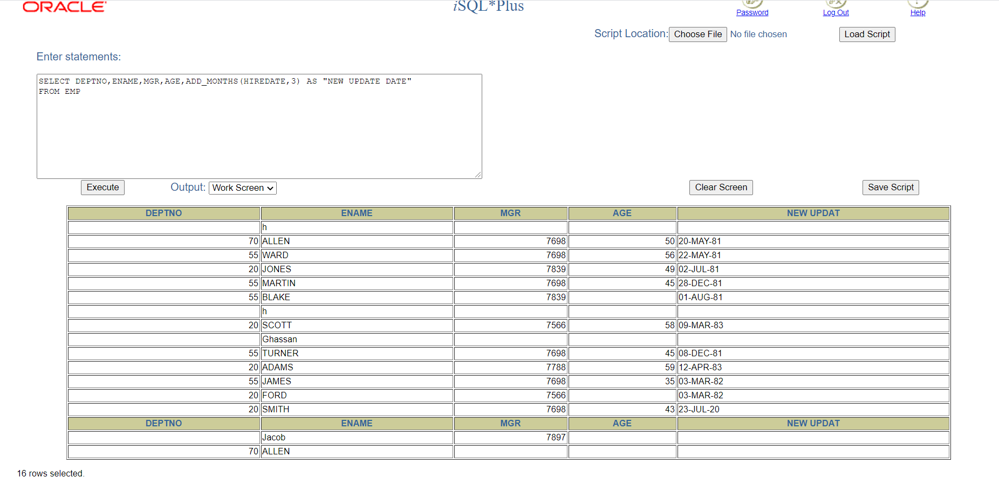 ORACLE
iSQL*Plus
Password Log Out Help
Script Location: Choose File No file chosen Load Script
Enter statements:
SELECT DEPTNO,ENAME,MGR,AGE,ADD_MONTHS(HIREDATE,3) AS "NEW UPDATE DATE"
FROM EMP
Execute Output: Work Screen Clear Screen Save Script
DEPTNO ENAME MGR AGE NEW UPDAT
h
70 ALLEN 7698 50 20-MAY-81
55 WARD 7698 56 22-MAY-81
20 JONES 7839 49 02-JUL-81
55 MARTIN 7698 45 28-DEC-81
55 BLAKE 7839 01-AUG-81
h
20 SCOTT 7566 58 09-MAR-83
Ghassan
55 TURNER 7698 45 08-DEC-81
20 ADAMS 7788 59 12-APR-83
55 JAMES 7698 35 03-MAR-82
20 FORD 7566 03-MAR-82
20 SMITH 7698 43 23-JUL-20
DEPTNO ENAME MGR AGE NEW UPDAT
Jacob 7897
70 ALLEN
16 rows selected.